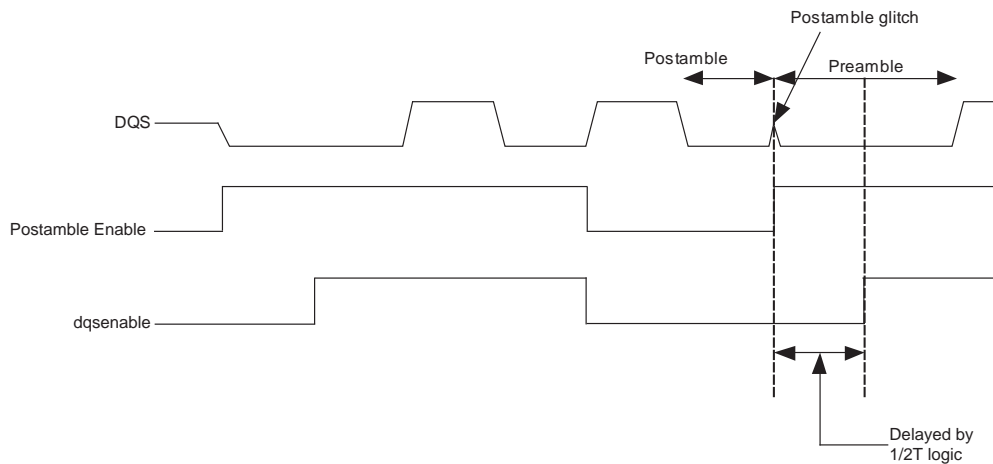 Postamble glitch
Postamble
Preamble
DQS
Postamble Enable
dqsenable
Delayed by
1/2T logic